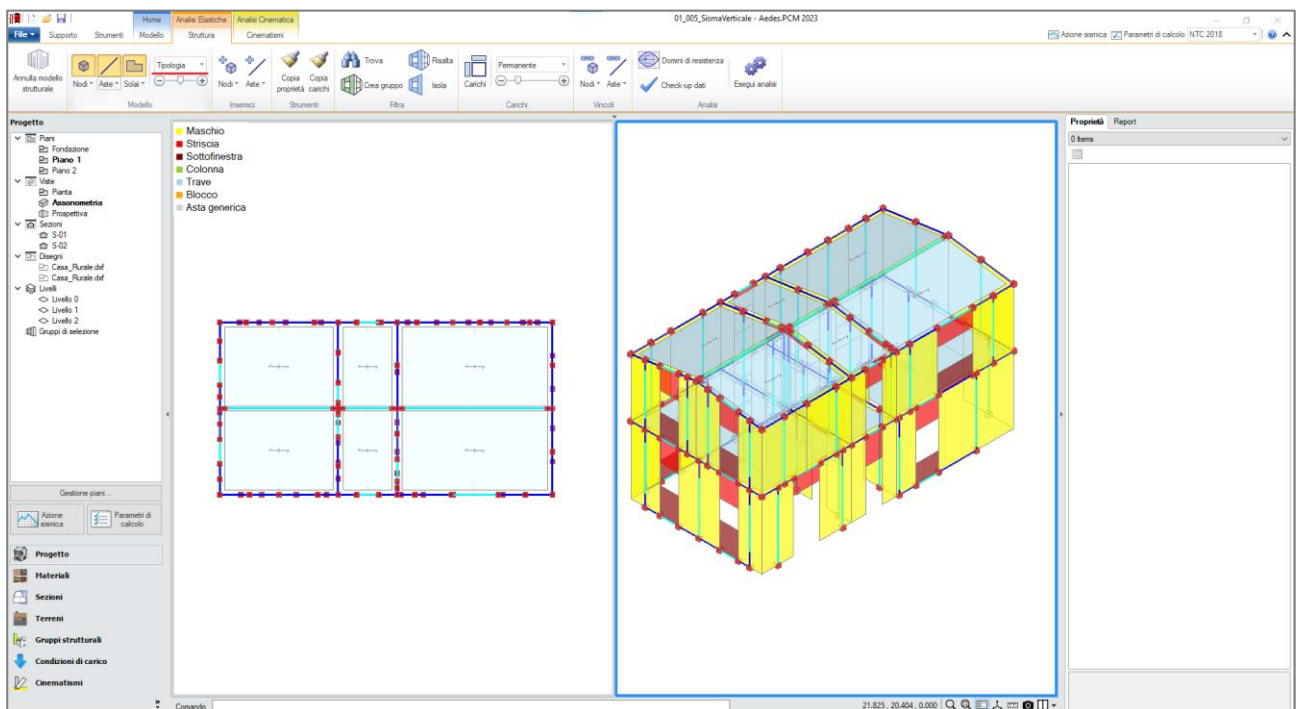 01_005_SismaVerticale - Aedes.PCM 2023
Home Analisi Elastiche Analisi Cinematica
File Supporto Strumenti Modello Struttura Cinematismi
Azione sismica Parametri di calcolo NTC 2018
Annulla modello strutturale
Nodi Aste Solai
Tipologia
Modello
Nodi Aste
Inserisci
Copia proprietà
Copia carichi
Strumenti
Trova
Crea gruppo
Risalta
Isola
Filtra
Carichi
Permanente
Carichi
Nodi Aste
Vincoli
Domini di resistenza
Check-up dati
Esegui analisi
Analisi
Progetto
Piani
Fondazione
Piano 1
Piano 2
Viste
Pianta
Assonometria
Prospettiva
Sezioni
S-01
S-02
Disegni
Casa_Rurale.dxf
Casa_Rurale.dxf
Livelli
Livello 0
Livello 1
Livello 2
Gruppi di selezione
Gestione piani...
Azione sismica
Parametri di calcolo
Progetto
Materiali
Sezioni
Terreni
Gruppi strutturali
Condizioni di carico
Cinematismi
Maschio
Striscia
Sottofinestra
Colonna
Trave
Blocco
Asta generica
Proprietà Report
0 Items
Comando
21.825 , 20.404 , 0.000